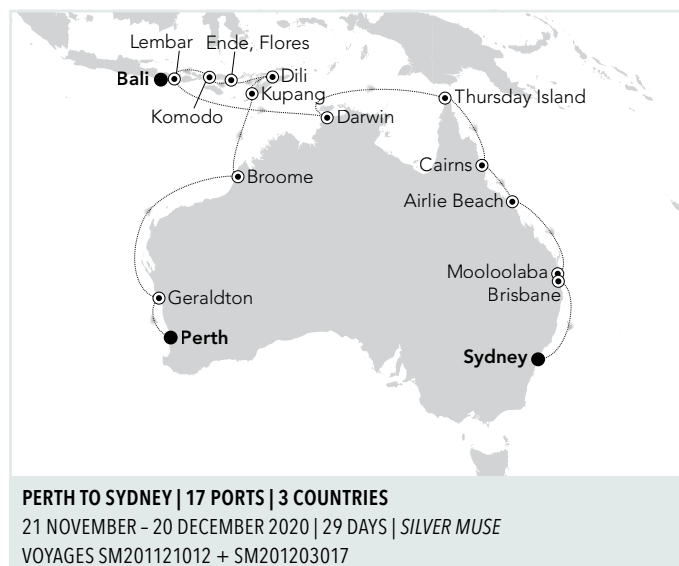 Lembar
Ende, Flores
Bali
Dili
Kupang
Komodo
Darwin
Thursday Island
Cairns
Broome
Airlie Beach
Mooloolaba
Brisbane
Geraldton
Perth
Sydney
PERTH TO SYDNEY | 17 PORTS | 3 COUNTRIES
21 NOVEMBER – 20 DECEMBER 2020 | 29 DAYS | SILVER MUSE
VOYAGES SM201121012 + SM201203017